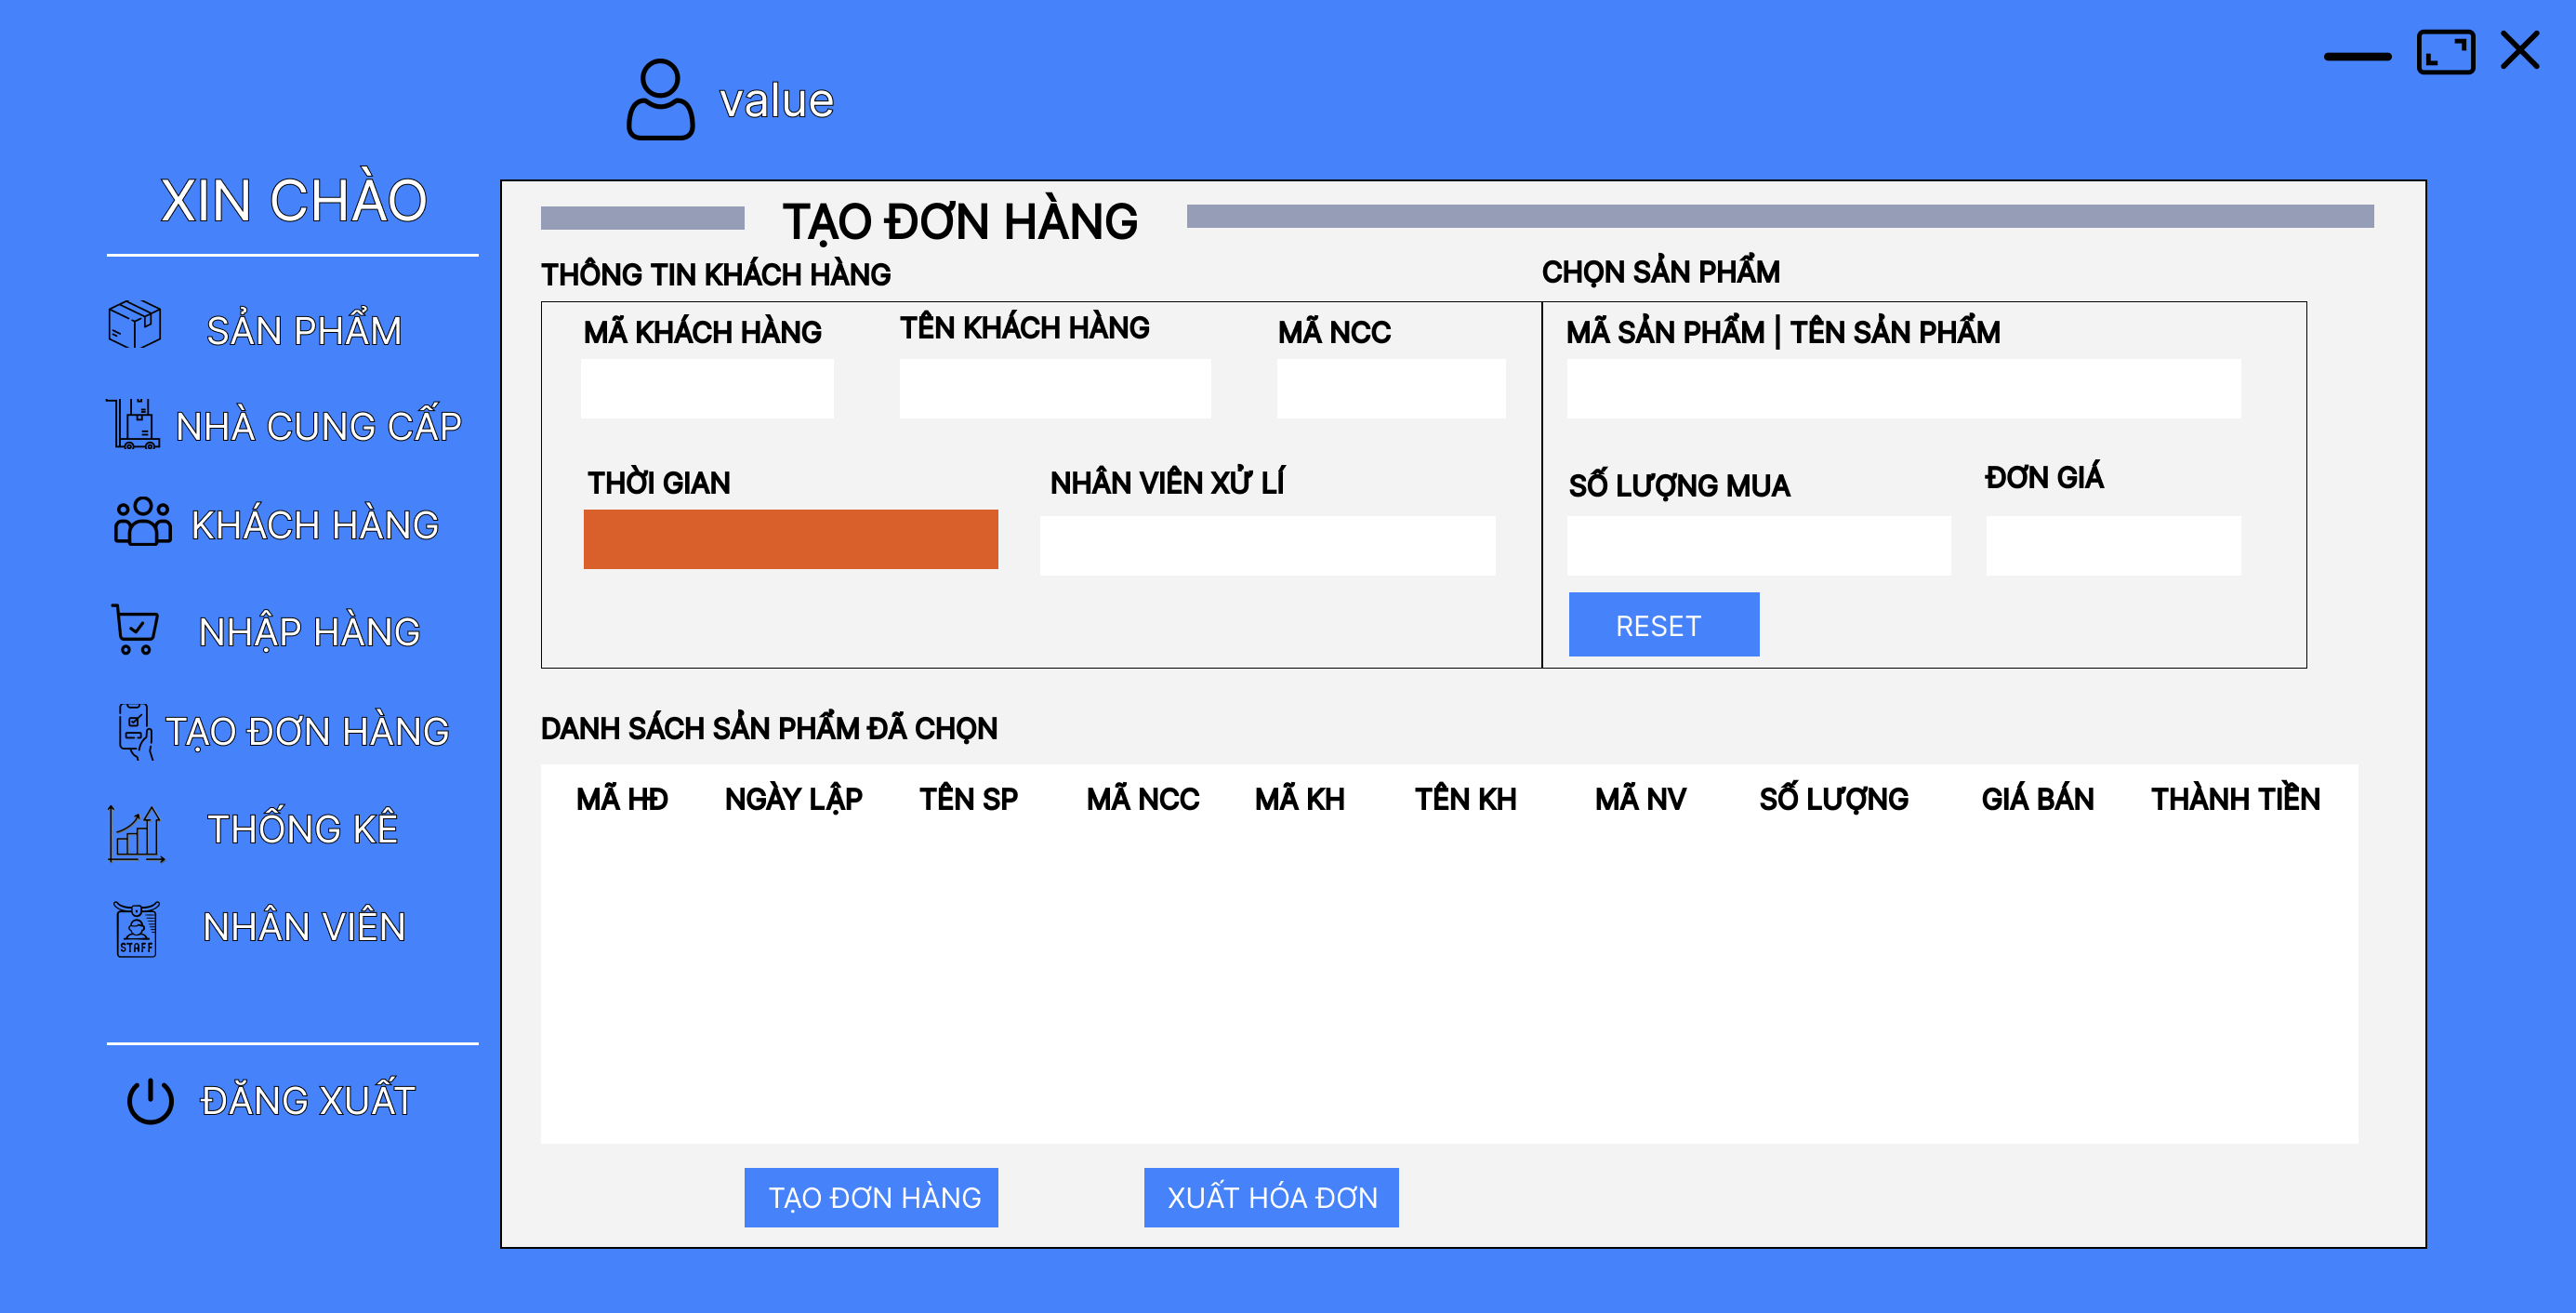 value
XIN CHÀO
SẢN PHẨM
NHÀ CUNG CẤP
KHÁCH HÀNG
NHẬP HÀNG
TẠO ĐƠN HÀNG
THỐNG KÊ
STAFF
NHÂN VIÊN
ĐĂNG XUẤT
TẠO ĐƠN HÀNG
THÔNG TIN KHÁCH HÀNG
MÃ KHÁCH HÀNG
TÊN KHÁCH HÀNG
MÃ NCC
THỜI GIAN
NHÂN VIÊN XỬ LÍ
CHỌN SẢN PHẨM
MÃ SẢN PHẨM | TÊN SẢN PHẨM
SỐ LƯỢNG MUA
ĐƠN GIÁ
RESET
DANH SÁCH SẢN PHẨM ĐÃ CHỌN
MÃ HĐ NGÀY LẬP TÊN SP MÃ NCC MÃ KH TÊN KH MÃ NV SỐ LƯỢNG GIÁ BÁN THÀNH TIỀN
TẠO ĐƠN HÀNG
XUẤT HÓA ĐƠN